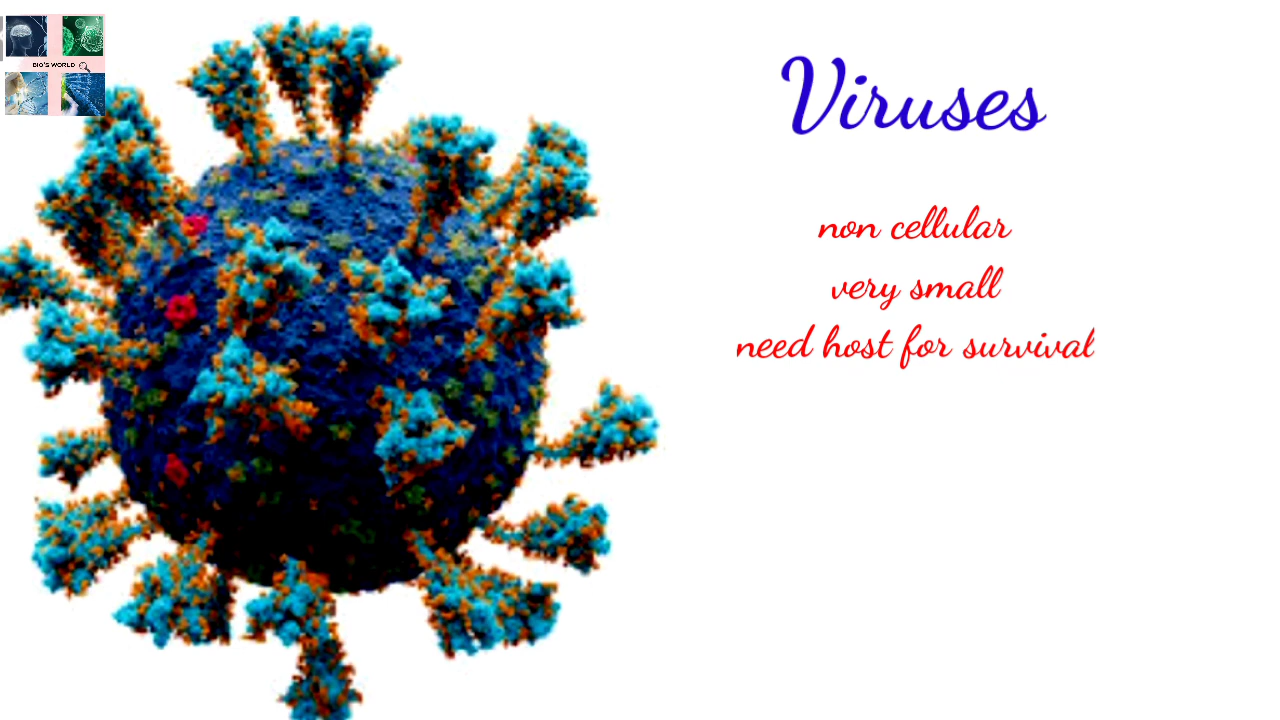 BIO'S WORLD
Viruses
non cellular
very small
need host for survival